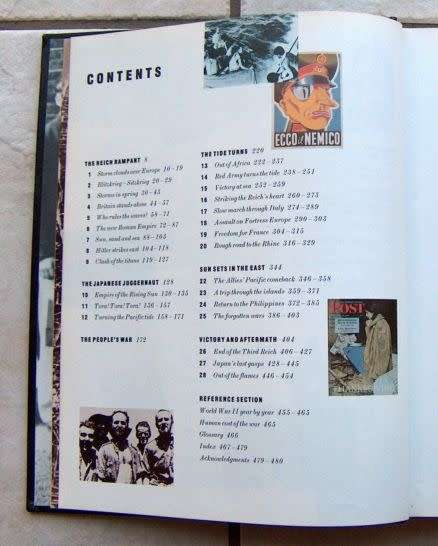 CONTENTS
ECCO il NEMICO
THE REICH RAMPANT 8
1 Storm clouds over Europe 10-19
2 Blitzkrieg - Sitzkrieg 20-29
3 Storms in spring 30-43
4 Britain stands alone 44-57
5 Who rules the waves? 58-71
6 The new Roman Empire 72-87
7 Sun, sand and sea 88-103
8 Hitler strikes east 104-118
9 Clash of the titans 119-127
THE JAPANESE JUGGERNAUT 128
10 Empire of the Rising Sun 130-135
11 Tora! Tora! Tora! 136-157
12 Turning the Pacific tide 158-171
THE PEOPLE'S WAR 172
THE TIDE TURNS 220
13 Out of Africa 222-237
14 Red Army turns the tide 238-251
15 Victory at sea 252-259
16 Striking the Reich's heart 260-273
17 Slow march through Italy 274-289
18 Assault on Fortress Europe 290-303
19 Freedom for France 304-315
20 Rough road to the Rhine 316-329
SUN SETS IN THE EAST 344
22 The Allies' Pacific comeback 346-358
23 A trip through the islands 359-371
24 Return to the Philippines 372-385
25 The forgotten wars 386-403
POST
VICTORY AND AFTERMATH 404
26 End of the Third Reich 406-427
27 Japan's last gasps 428-445
28 Out of the flames 446-454
REFERENCE SECTION
World War II year by year 455-465
Human cost of the war 465
Glossary 466
Index 467-479
Acknowledgments 479-480